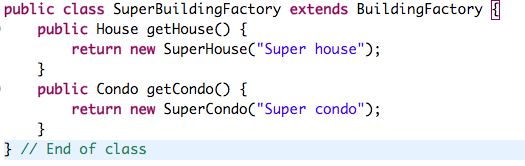 public class SuperBuildingFactory extends BuildingFactory {
    public House getHouse() {
        return new SuperHouse("Super house");
    }
    public Condo getCondo() {
        return new SuperCondo("Super condo");
    }
} // End of class